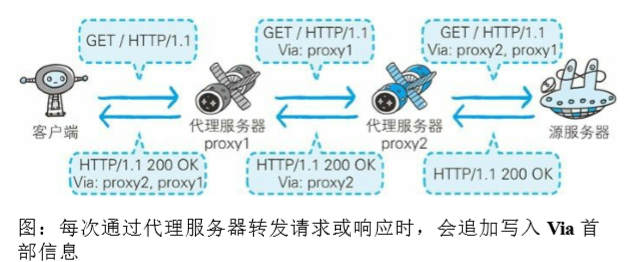 GET / HTTP/1.1
GET / HTTP/1.1
Via: proxy1
GET / HTTP/1.1
Via: proxy2, proxy1
客户端
代理服务器
proxy1
代理服务器
proxy2
源服务器
HTTP/1.1 200 OK
Via: proxy2, proxy1
HTTP/1.1 200 OK
Via: proxy2
HTTP/1.1 200 OK
图：每次通过代理服务器转发请求或响应时，会追加写入 Via 首
部信息